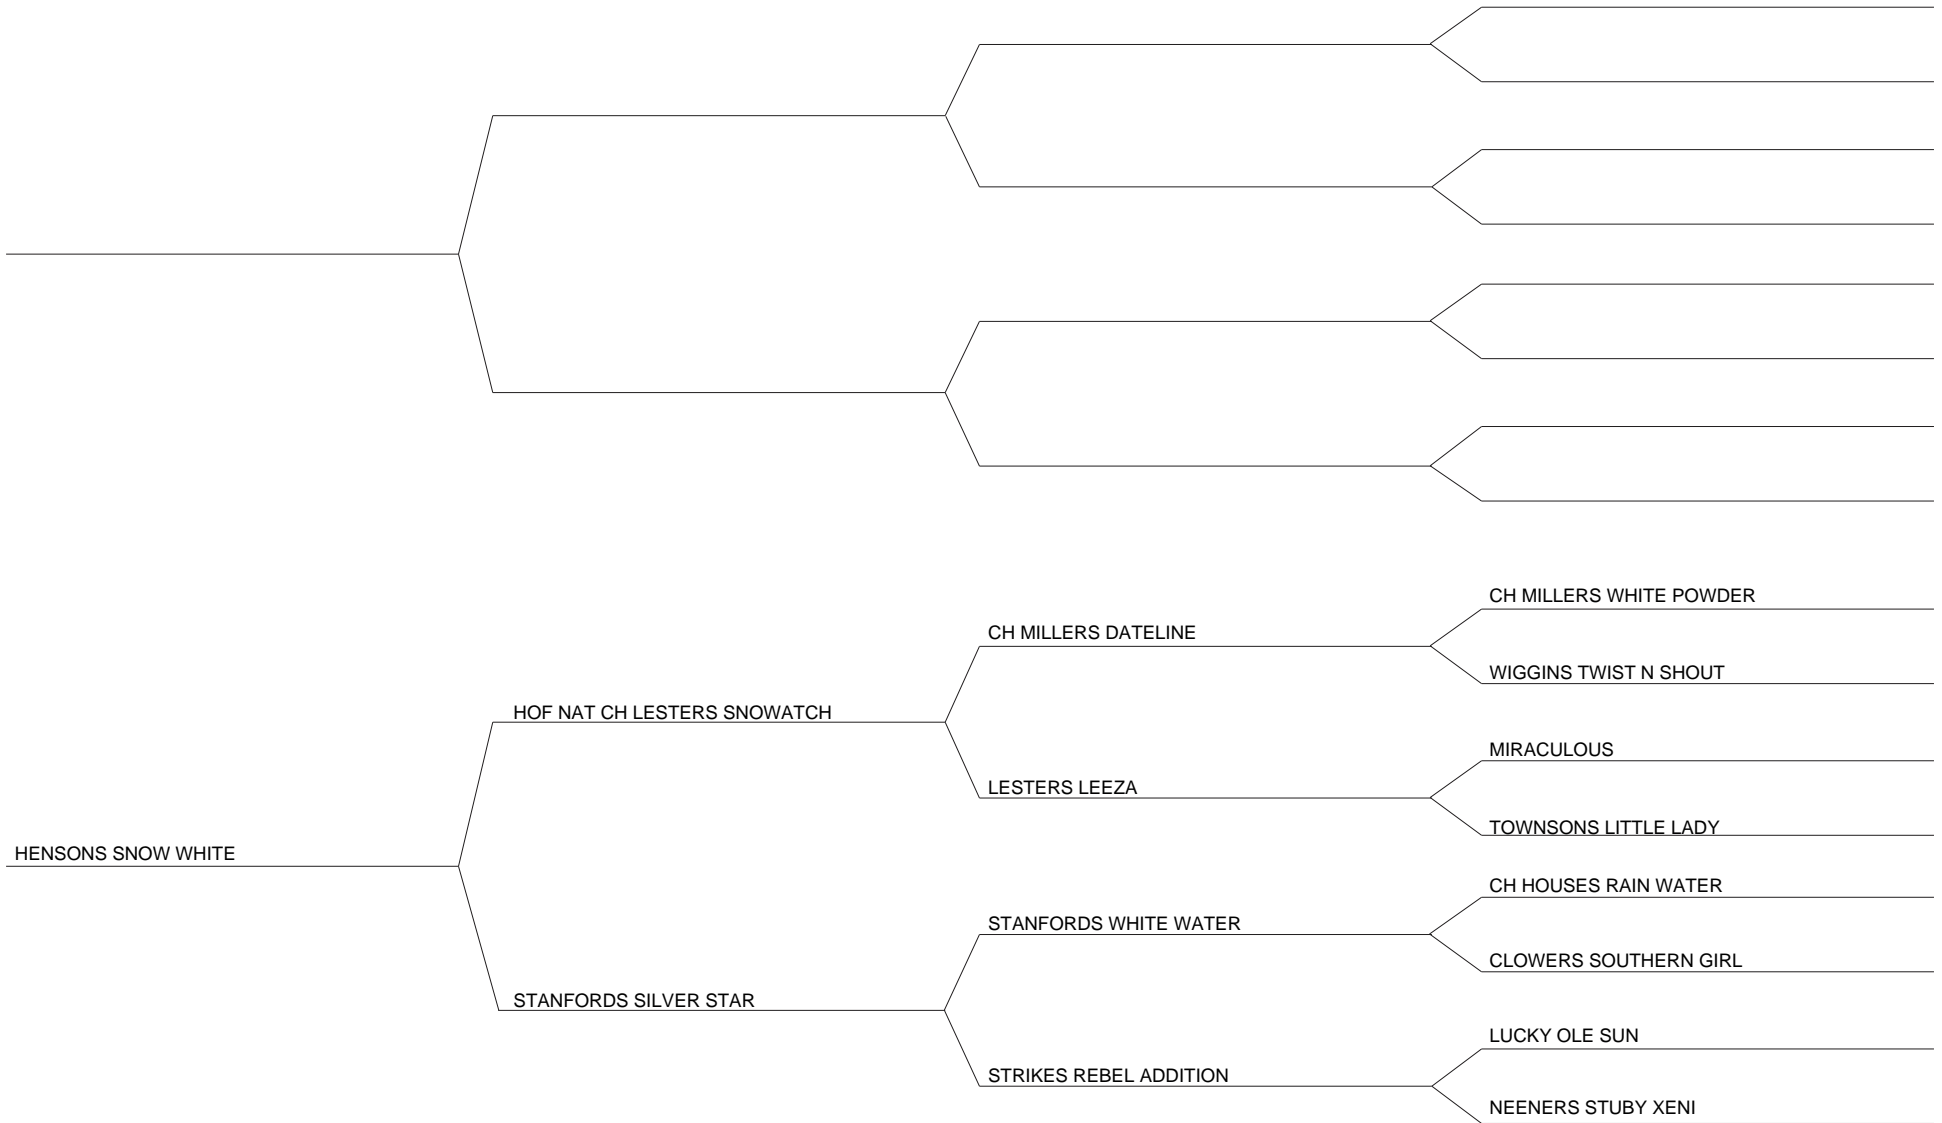 CH MILLERS WHITE POWDER
CH MILLERS DATELINE
WIGGINS TWIST N SHOUT
HOF NAT CH LESTERS SNOWATCH
MIRACULOUS
LESTERS LEEZA
TOWNSONS LITTLE LADY
HENSONS SNOW WHITE
CH HOUSES RAIN WATER
STANFORDS WHITE WATER
CLOWERS SOUTHERN GIRL
STANFORDS SILVER STAR
LUCKY OLE SUN
STRIKES REBEL ADDITION
NEENERS STUBY XENI